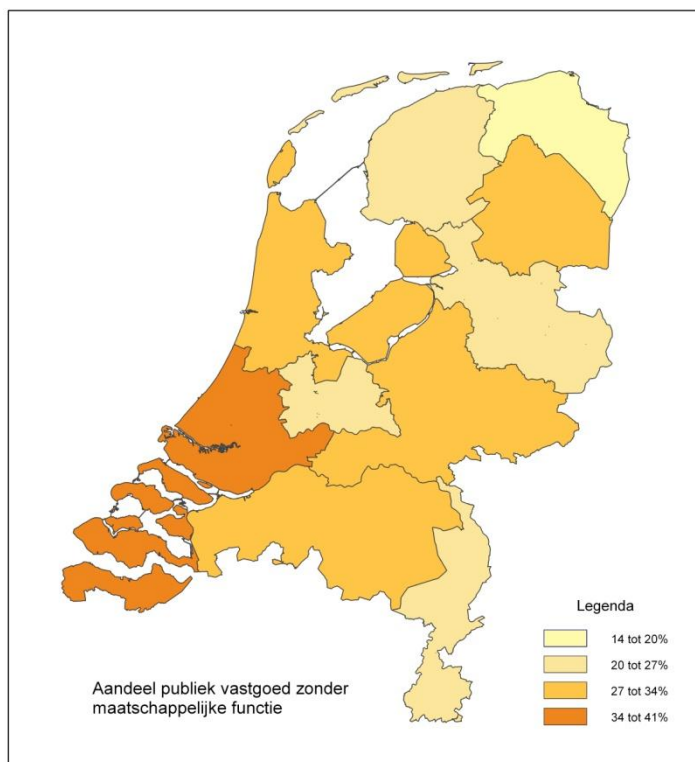 Legenda
14 tot 20%
20 tot 27%
27 tot 34%
34 tot 41%
Aandeel publiek vastgoed zonder
maatschappelijke functie